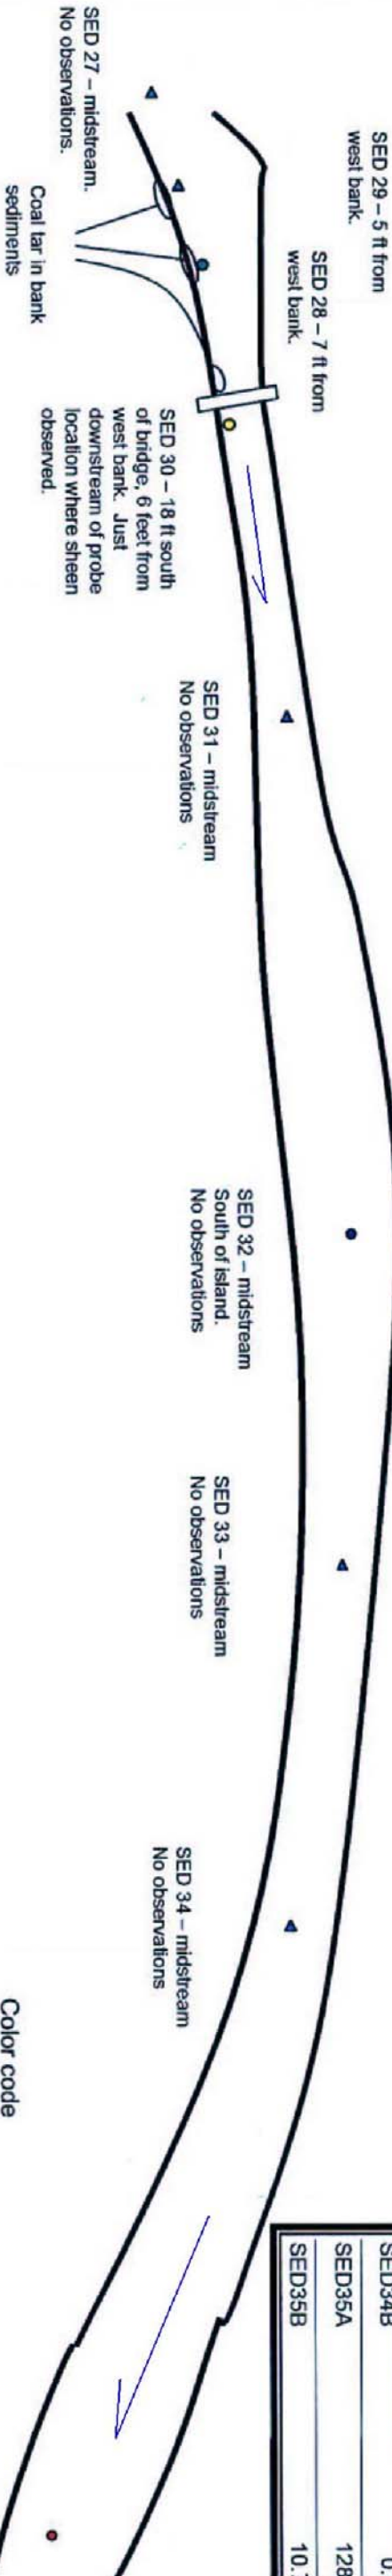 SED 29 – 5 ft from
west bank.
SED 28 – 7 ft from
west bank.
SED 27 – midstream.
No observations.
Coal tar in bank
sediments
SED 30 – 18 ft south
of bridge, 6 feet from
west bank. Just
downstream of probe
location where sheen
observed.
SED 31 – midstream
No observations
SED 32 – midstream
South of island.
No observations
SED 33 – midstream
No observations
SED 34 – midstream
No observations
Color code
SED34B
SED35A 128
SED35B 10.